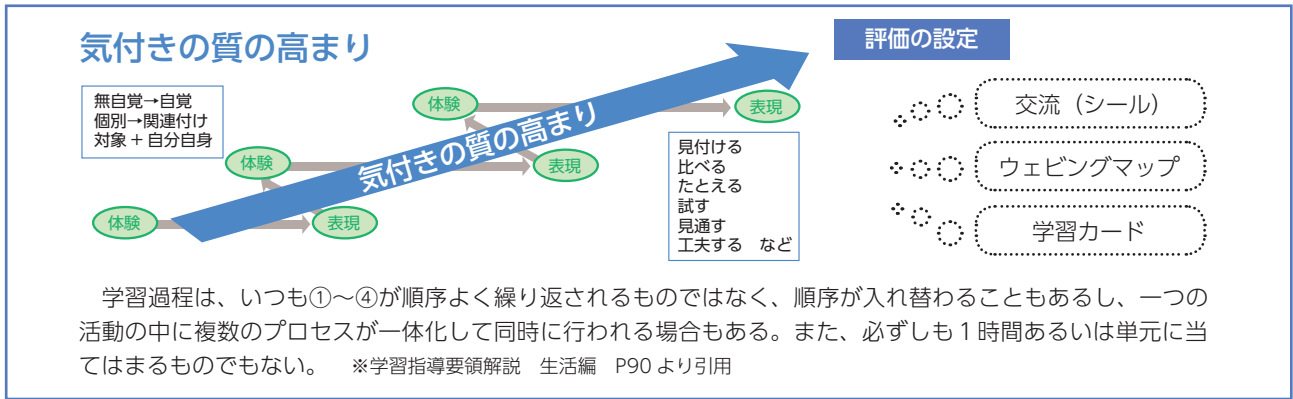 気付きの質の高まり
評価の設定
無自覚→自覚
個別→関連付け
対象+自分自身
体験
表現
体験
表現
体験
表現
気付きの質の高まり
見付ける
比べる
たとえる
試す
見通す
工夫する　など
交流（シール）
ウェビングマップ
学習カード
　学習過程は、いつも①～④が順序よく繰り返されるものではなく、順序が入れ替わることもあるし、一つの
活動の中に複数のプロセスが一体化して同時に行われる場合もある。また、必ずしも1時間あるいは単元に当
てはまるものでもない。　※学習指導要領解説　生活編　P90 より引用